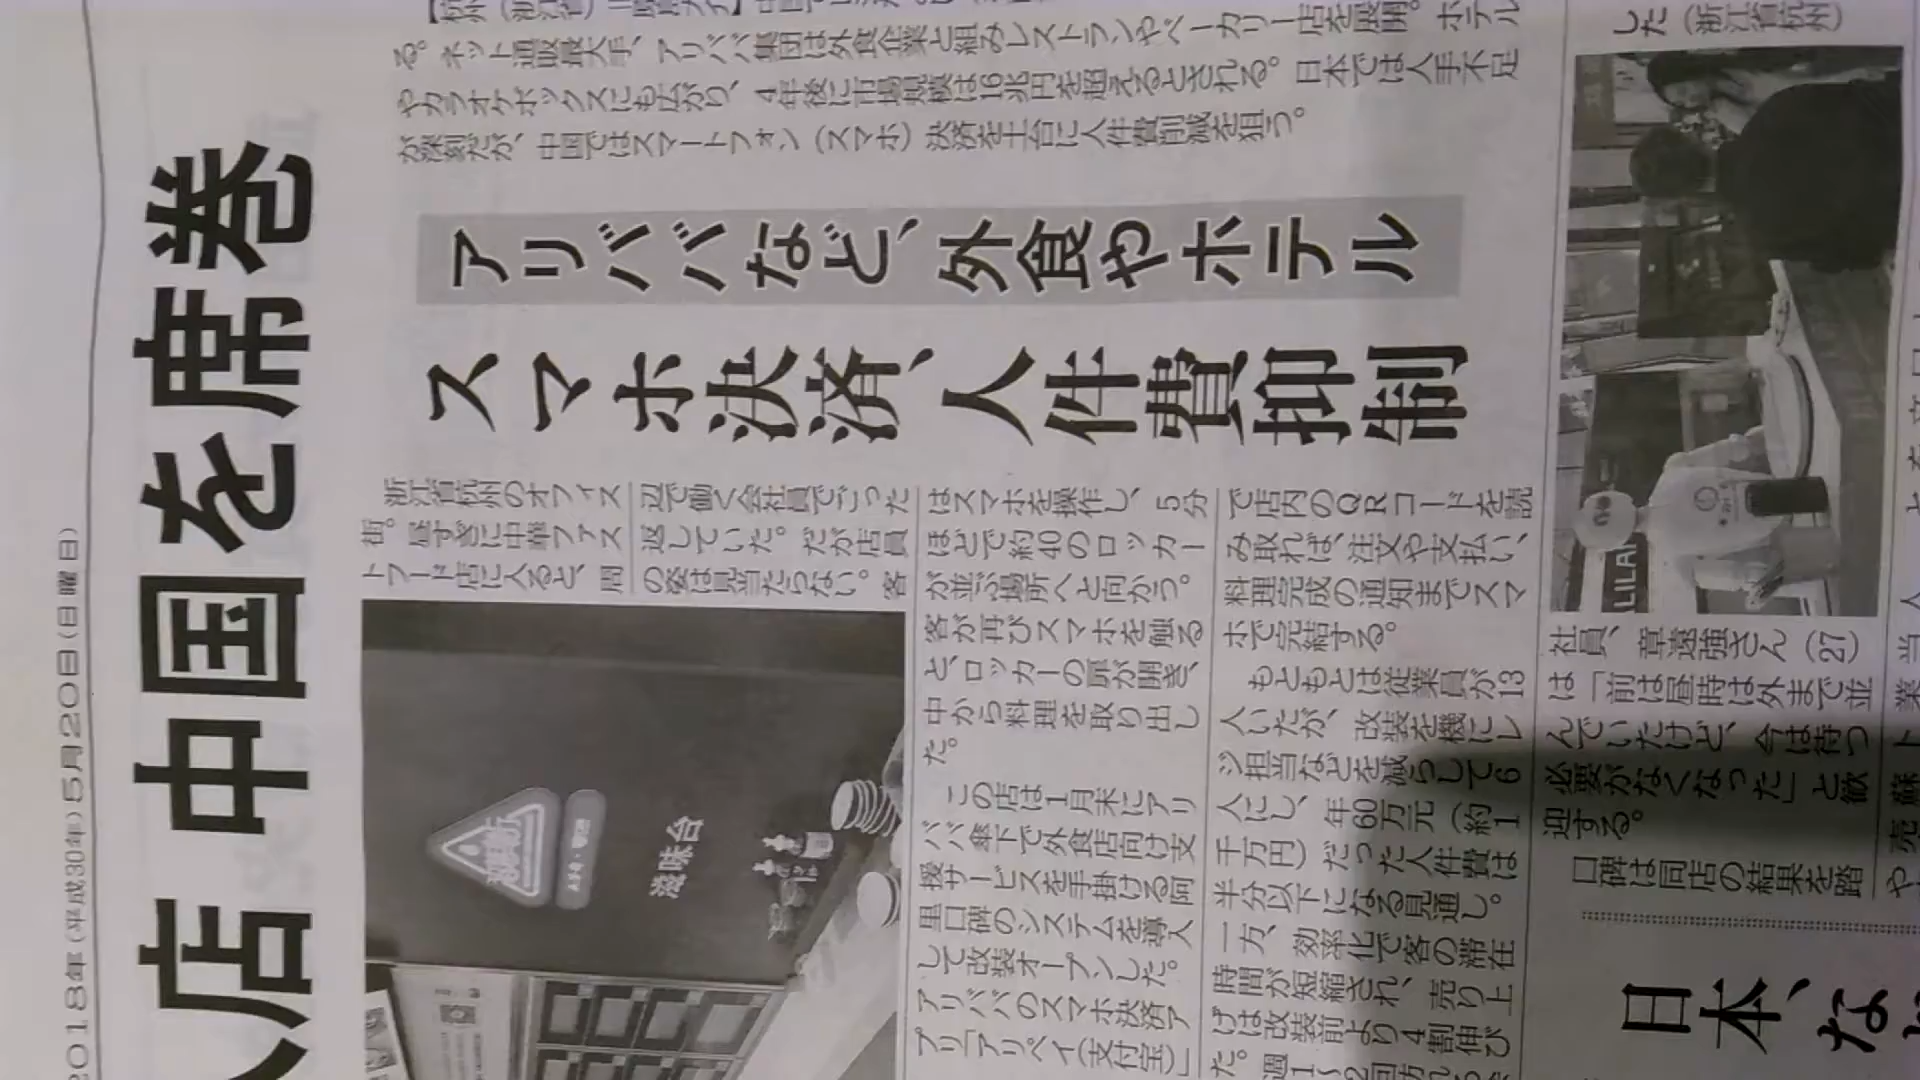 2018年(平成30年)5月20日(日曜日)
人店 中国を席巻
る。ネット通販最大手、アリババ集団は外食企業と組みレストランやベーカリー店を展開。ホテル
やカラオケボックスにも広がり、4年後に市場規模は16兆円を超えるとされる。日本では人手不足
が深刻だが、中国ではスマートフォン(スマホ)決済を土台に人件費削減を狙う。
アリババなど、外食やホテル
スマホ決済、人件費抑制
浙江省杭州のオフィス
街。昼すぎに中華ファス
トフード店に入ると、周
辺で働く会社員でごった
返していた。だが店員
の姿は見当たらない。客
はスマホを操作し、5分
ほどで約40のロッカー
が並ぶ場所へと向かう。
客が再びスマホを触る
と、ロッカーの扉が開き、
中から料理を取り出し
た。
この店は1月末にアリ
ババ傘下で外食店向け支
援サービスを手掛ける同
里口碑のシステムを導入
して改装オープンした。
アリババのスマホ決済ア
プリ「アリペイ(支付宝)」
で店内のQRコードを読
み取れば、注文や支払い、
料理完成の通知までスマ
ホで完結する。
もともとは従業員が13
人いたが、改装を機にレ
ジ担当などを減らして6
人にし、年60万元(約1
千万円)だった人件費は
半分以下になる見通し。
一方、効率化で客の滞在
時間が短縮され、売り上
げは改装前より4割伸び
た。週1~2回訪れる会
した(浙江省杭州)
社員、章志強さん(27)
は「前は昼時は外まで並
んでいたけど、今は待つ
必要がなくなった」と歓
迎する。
口碑は同店の結果を踏
日本、な
滋味台